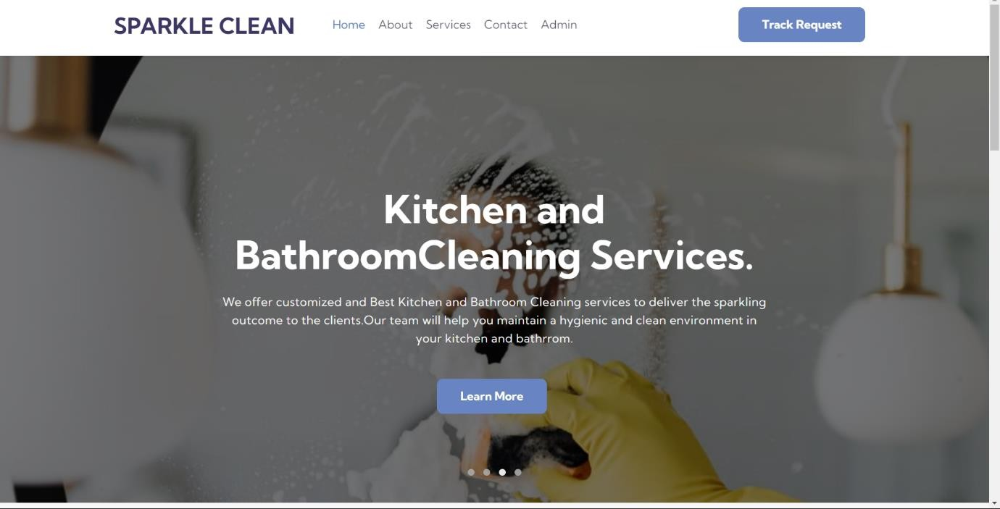 SPARKLE CLEAN
Home About Services Contact Admin
Track Request
Kitchen and
BathroomCleaning Services.
We offer customized and Best Kitchen and Bathroom Cleaning services to deliver the sparkling
outcome to the clients.Our team will help you maintain a hygienic and clean environment in
your kitchen and bathrrom.
Learn More